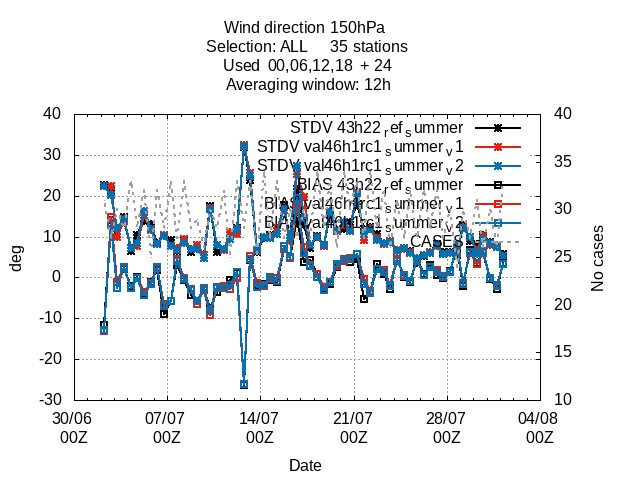 Wind direction 150hPa
Selection: ALL 35 stations
Used 00,06,12,18 + 24
Averaging window: 12h
STDV 43h22_ref_summer
STDV val46h1rc1_summer_v1
STDV val46h1rc1_summer_v2
BIAS 43h22_ref_summer
BIAS val46h1rc1_summer_v1
BIAS val46h1rc1_summer_v2
CASES
deg
40
30
20
10
0
-10
-20
-30
No cases
40
35
30
25
20
15
10
30/06 07/07 14/07 21/07 28/07 04/08
00Z 00Z 00Z 00Z 00Z 00Z
Date